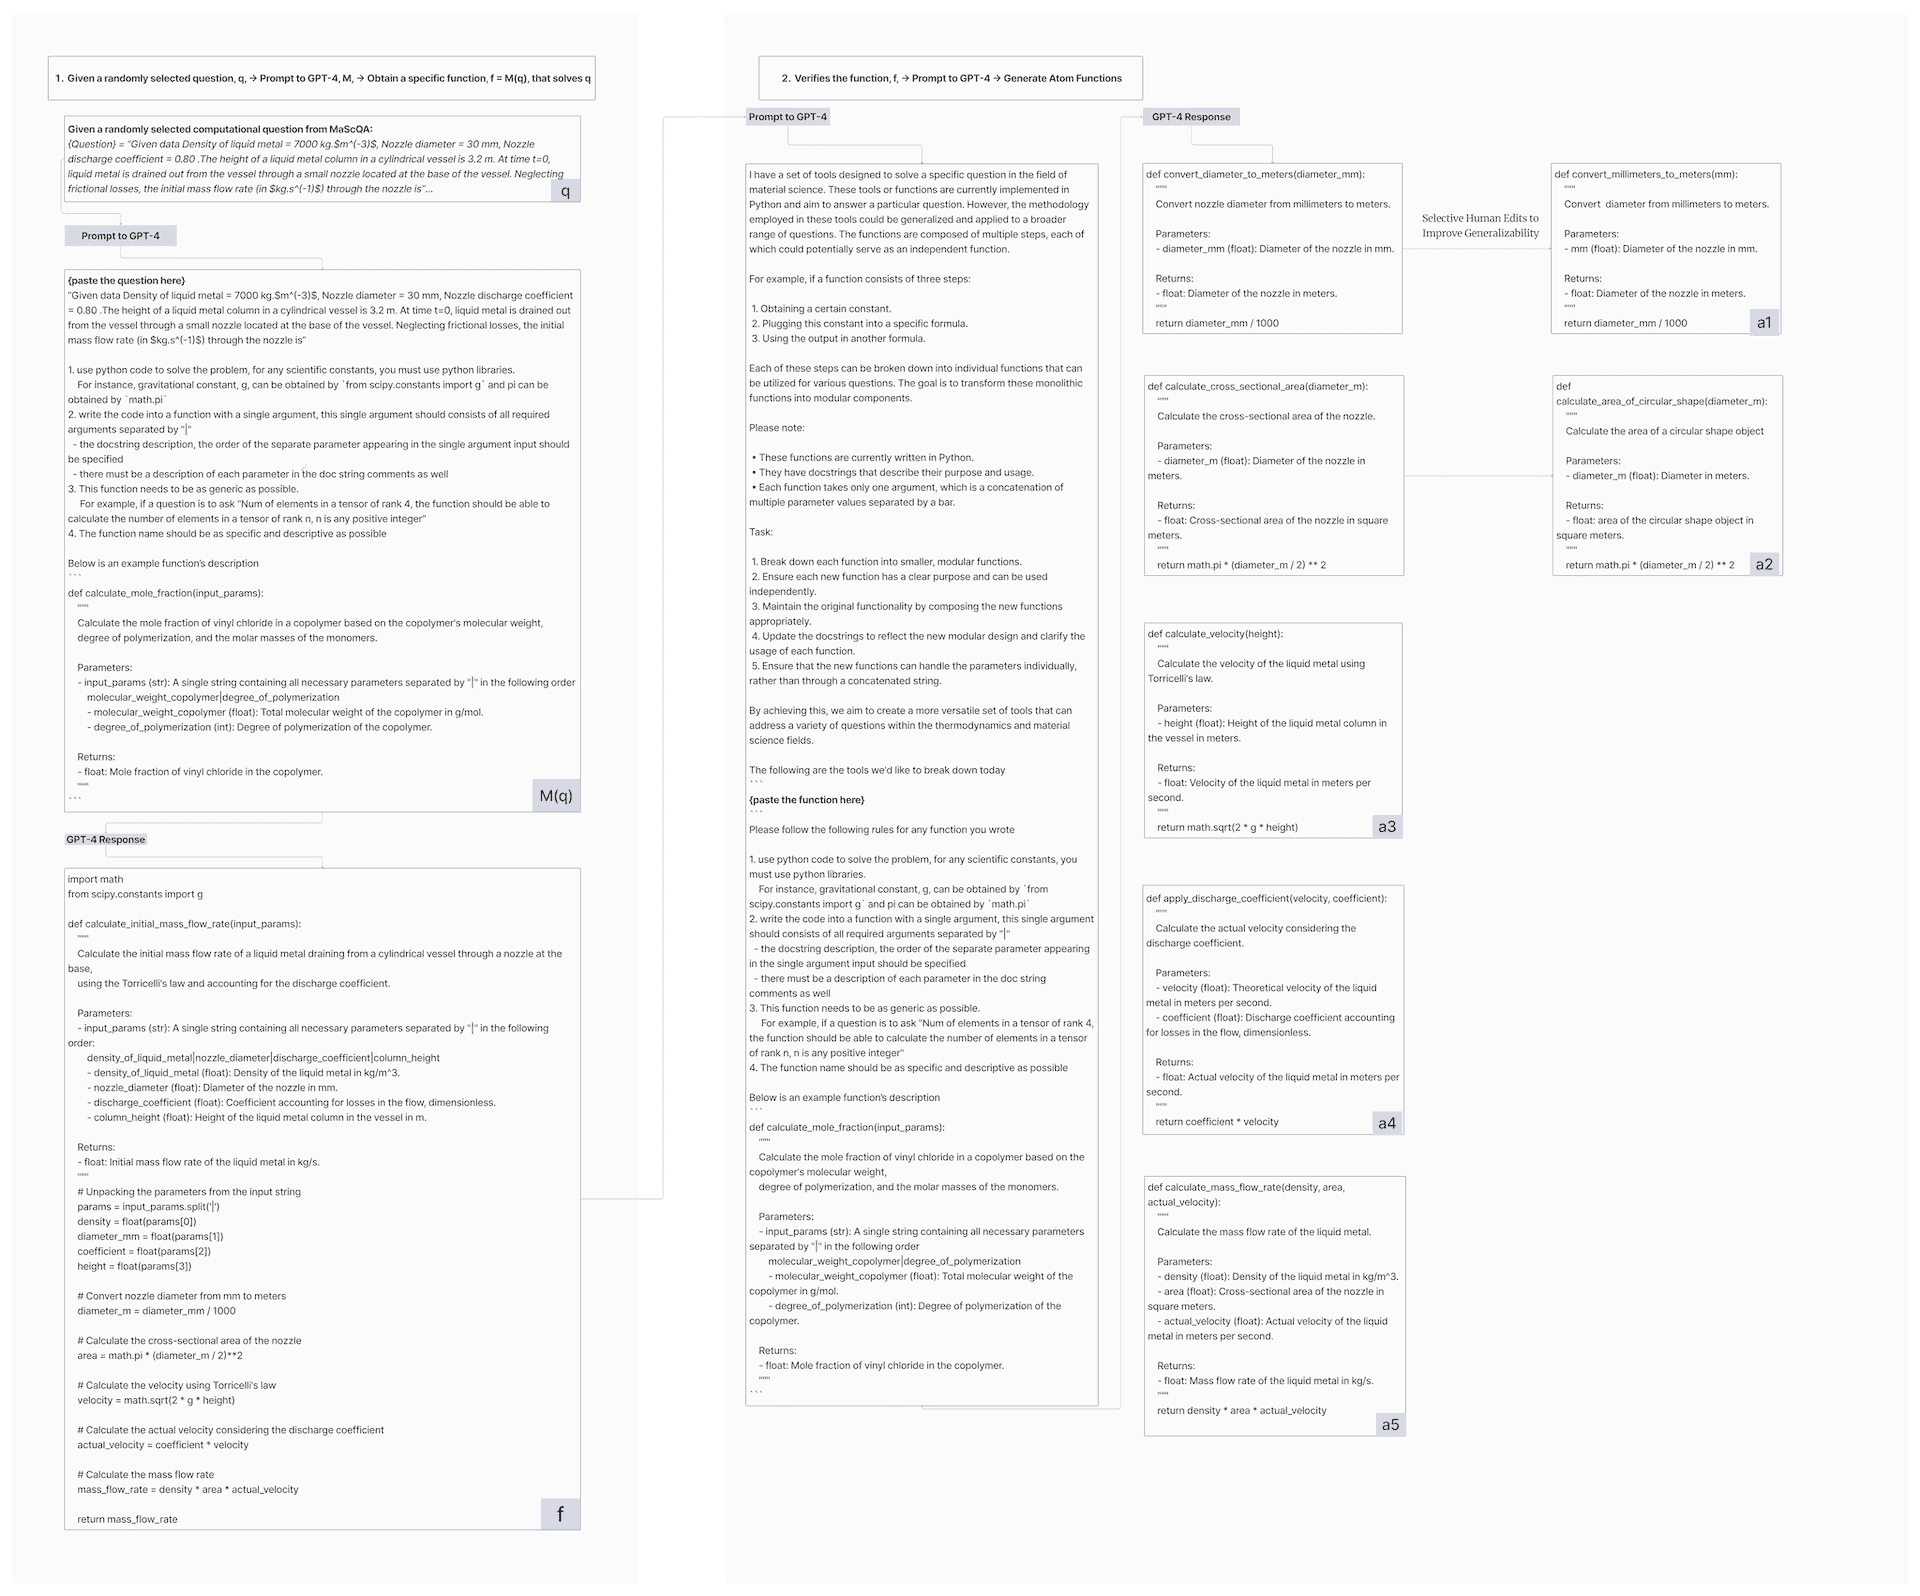 1. Given a randomly selected question, q, → Prompt to GPT-4, M, → Obtain a specific function, f = M(q), that solves q
Given a randomly selected computational question from MaScQA:
{Question} = "Given data Density of liquid metal = 7000 kg.$m^(-3)$, Nozzle diameter = 30 mm, Nozzle
discharge coefficient = 0.80 .The height of a liquid metal column in a cylindrical vessel is 3.2 m. At time t=0,
liquid metal is drained out from the vessel through a small nozzle located at the base of the vessel. Neglecting
frictional losses, the initial mass flow rate (in $kg.s^(-1)$) through the nozzle is"...
q
Prompt to GPT-4
{paste the question here}
"Given data Density of liquid metal = 7000 kg.$m^(-3)$, Nozzle diameter = 30 mm, Nozzle discharge coefficient
= 0.80 .The height of a liquid metal column in a cylindrical vessel is 3.2 m. At time t=0, liquid metal is drained out
from the vessel through a small nozzle located at the base of the vessel. Neglecting frictional losses, the initial
mass flow rate (in $kg.s^(-1)$) through the nozzle is"
1. use python code to solve the problem, for any scientific constants, you must use python libraries.
For instance, gravitational constant, g, can be obtained by `from scipy.constants import g` and pi can be
obtained by `math.pi`
2. write the code into a function with a single argument, this single argument should consists of all required
arguments separated by "|"
- the docstring description, the order of the separate parameter appearing in the single argument input should
be specified
- there must be a description of each parameter in the doc string comments as well
3. This function needs to be as generic as possible.
For example, if a question is to ask "Num of elements in a tensor of rank 4, the function should be able to
calculate the number of elements in a tensor of rank n, n is any positive integer"
4. The function name should be as specific and descriptive as possible
Below is an example function's description
```
def calculate_mole_fraction(input_params):
"""
Calculate the mole fraction of vinyl chloride in a copolymer based on the copolymer's molecular weight,
degree of polymerization, and the molar masses of the monomers.
Parameters:
- input_params (str): A single string containing all necessary parameters separated by "|" in the following order
molecular_weight_copolymer|degree_of_polymerization
- molecular_weight_copolymer (float): Total molecular weight of the copolymer in g/mol.
- degree_of_polymerization (int): Degree of polymerization of the copolymer.
Returns:
- float: Mole fraction of vinyl chloride in the copolymer.
"""
```
M(q)
GPT-4 Response
import math
from scipy.constants import g
def calculate_initial_mass_flow_rate(input_params):
"""
Calculate the initial mass flow rate of a liquid metal draining from a cylindrical vessel through a nozzle at the
base,
using the Torricelli's law and accounting for the discharge coefficient.
Parameters:
- input_params (str): A single string containing all necessary parameters separated by "|" in the following
order:
density_of_liquid_metal|nozzle_diameter|discharge_coefficient|column_height
- density_of_liquid_metal (float): Density of the liquid metal in kg/m^3.
- nozzle_diameter (float): Diameter of the nozzle in mm.
- discharge_coefficient (float): Coefficient accounting for losses in the flow, dimensionless.
- column_height (float): Height of the liquid metal column in the vessel in m.
Returns:
- float: Initial mass flow rate of the liquid metal in kg/s.
"""
# Unpacking the parameters from the input string
params = input_params.split('|')
density = float(params[0])
diameter_mm = float(params[1])
coefficient = float(params[2])
height = float(params[3])
# Convert nozzle diameter from mm to meters
diameter_m = diameter_mm / 1000
# Calculate the cross-sectional area of the nozzle
area = math.pi * (diameter_m / 2)**2
# Calculate the velocity using Torricelli's law
velocity = math.sqrt(2 * g * height)
# Calculate the actual velocity considering the discharge coefficient
actual_velocity = coefficient * velocity
# Calculate the mass flow rate
mass_flow_rate = density * area * actual_velocity
return mass_flow_rate
f
2. Verifies the function, f, → Prompt to GPT-4 → Generate Atom Functions
Prompt to GPT-4
I have a set of tools designed to solve a specific question in the field of
material science. These tools or functions are currently implemented in
Python and aim to answer a particular question. However, the methodology
employed in these tools could be generalized and applied to a broader
range of questions. The functions are composed of multiple steps, each of
which could potentially serve as an independent function.
For example, if a function consists of three steps:
1. Obtaining a certain constant.
2. Plugging this constant into a specific formula.
3. Using the output in another formula.
Each of these steps can be broken down into individual functions that can
be utilized for various questions. The goal is to transform these monolithic
functions into modular components.
Please note:
• These functions are currently written in Python.
• They have docstrings that describe their purpose and usage.
• Each function takes only one argument, which is a concatenation of
multiple parameter values separated by a bar.
Task:
1. Break down each function into smaller, modular functions.
2. Ensure each new function has a clear purpose and can be used
independently.
3. Maintain the original functionality by composing the new functions
appropriately.
4. Update the docstrings to reflect the new modular design and clarify the
usage of each function.
5. Ensure that the new functions can handle the parameters individually,
rather than through a concatenated string.
By achieving this, we aim to create a more versatile set of tools that can
address a variety of questions within the thermodynamics and material
science fields.
The following are the tools we'd like to break down today
```
{paste the function here}
```
Please follow the following rules for any function you wrote
1. use python code to solve the problem, for any scientific constants, you
must use python libraries.
For instance, gravitational constant, g, can be obtained by `from
scipy.constants import g` and pi can be obtained by `math.pi`
2. write the code into a function with a single argument, this single argument
should consists of all required arguments separated by "|"
- the docstring description, the order of the separate parameter appearing
in the single argument input should be specified
- there must be a description of each parameter in the doc string
comments as well
3. This function needs to be as generic as possible.
For example, if a question is to ask "Num of elements in a tensor of rank 4,
the function should be able to calculate the number of elements in a tensor
of rank n, n is any positive integer"
4. The function name should be as specific and descriptive as possible
Below is an example function's description
```
def calculate_mole_fraction(input_params):
"""
Calculate the mole fraction of vinyl chloride in a copolymer based on the
copolymer's molecular weight,
degree of polymerization, and the molar masses of the monomers.
Parameters:
- input_params (str): A single string containing all necessary parameters
separated by "|" in the following order
molecular_weight_copolymer|degree_of_polymerization
- molecular_weight_copolymer (float): Total molecular weight of the
copolymer in g/mol.
- degree_of_polymerization (int): Degree of polymerization of the
copolymer.
Returns:
- float: Mole fraction of vinyl chloride in the copolymer.
"""
```
GPT-4 Response
def convert_diameter_to_meters(diameter_mm):
"""
Convert nozzle diameter from millimeters to meters.
Parameters:
- diameter_mm (float): Diameter of the nozzle in mm.
Returns:
- float: Diameter of the nozzle in meters.
"""
return diameter_mm / 1000
Selective Human Edits to
Improve Generalizability
def convert_millimeters_to_meters(mm):
"""
Convert diameter from millimeters to meters.
Parameters:
- mm (float): Diameter of the nozzle in mm.
Returns:
- float: Diameter of the nozzle in meters.
"""
return diameter_mm / 1000
a1
def calculate_cross_sectional_area(diameter_m):
"""
Calculate the cross-sectional area of the nozzle.
Parameters:
- diameter_m (float): Diameter of the nozzle in
meters.
Returns:
- float: Cross-sectional area of the nozzle in square
meters.
"""
return math.pi * (diameter_m / 2) ** 2
def
calculate_area_of_circular_shape(diameter_m):
"""
Calculate the area of a circular shape object
Parameters:
- diameter_m (float): Diameter in meters.
Returns:
- float: area of the circular shape object in
square meters.
"""
return math.pi * (diameter_m / 2) ** 2
a2
def calculate_velocity(height):
"""
Calculate the velocity of the liquid metal using
Torricelli's law.
Parameters:
- height (float): Height of the liquid metal column in
the vessel in meters.
Returns:
- float: Velocity of the liquid metal in meters per
second.
"""
return math.sqrt(2 * g * height)
a3
def apply_discharge_coefficient(velocity, coefficient):
"""
Calculate the actual velocity considering the
discharge coefficient.
Parameters:
- velocity (float): Theoretical velocity of the liquid
metal in meters per second.
- coefficient (float): Discharge coefficient accounting
for losses in the flow, dimensionless.
Returns:
- float: Actual velocity of the liquid metal in meters per
second.
"""
return coefficient * velocity
a4
def calculate_mass_flow_rate(density, area,
actual_velocity):
"""
Calculate the mass flow rate of the liquid metal.
Parameters:
- density (float): Density of the liquid metal in kg/m^3.
- area (float): Cross-sectional area of the nozzle in
square meters.
- actual_velocity (float): Actual velocity of the liquid
metal in meters per second.
Returns:
- float: Mass flow rate of the liquid metal in kg/s.
"""
return density * area * actual_velocity
a5